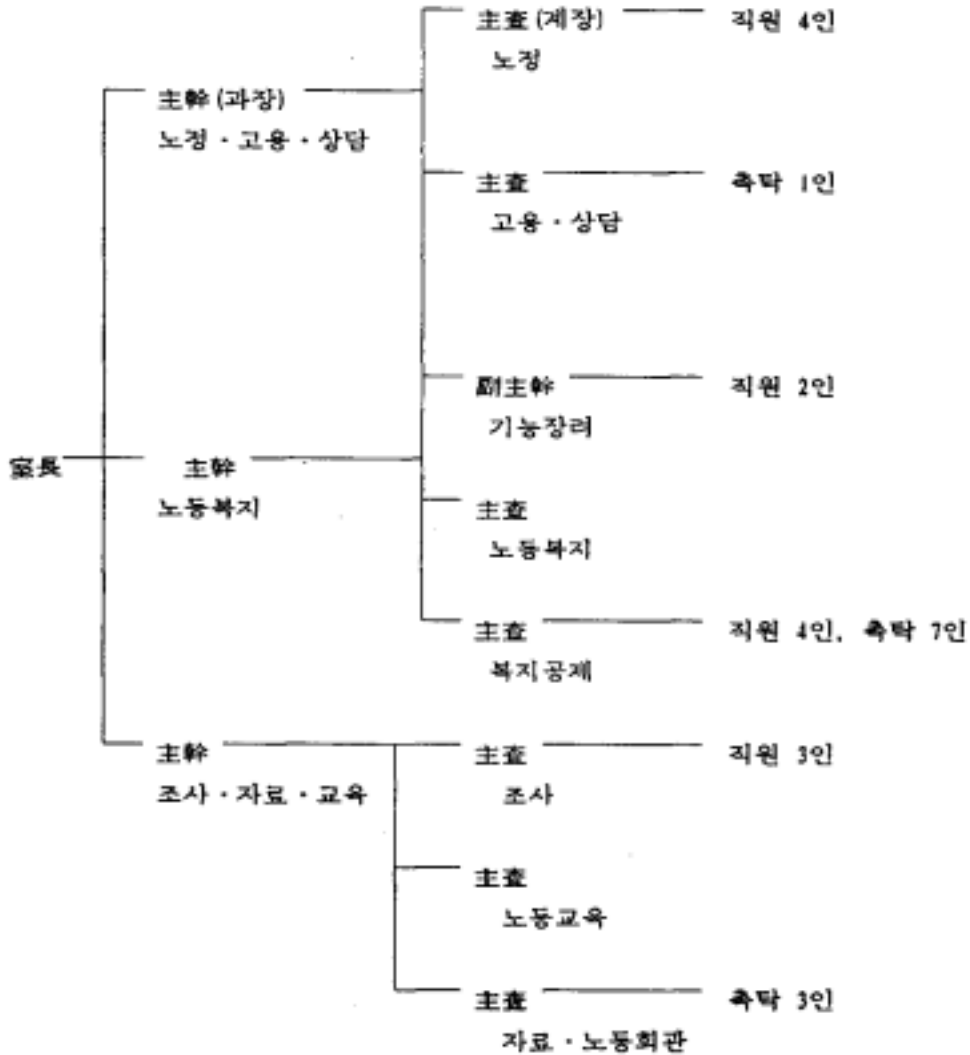 主査(계장) 직원 4인
노정
主幹(과장)
노정・고용・상담
主査 촉탁 1인
고용・상담
副主幹 직원 2인
기능장려
室長 主幹
노동복지
主査
노동복지
主査 직원 4인, 촉탁 7인
복지공제
主幹 主査 직원 3인
조사・자료・교육 조사
主査
노동교육
主査 촉탁 3인
자료・노동회관